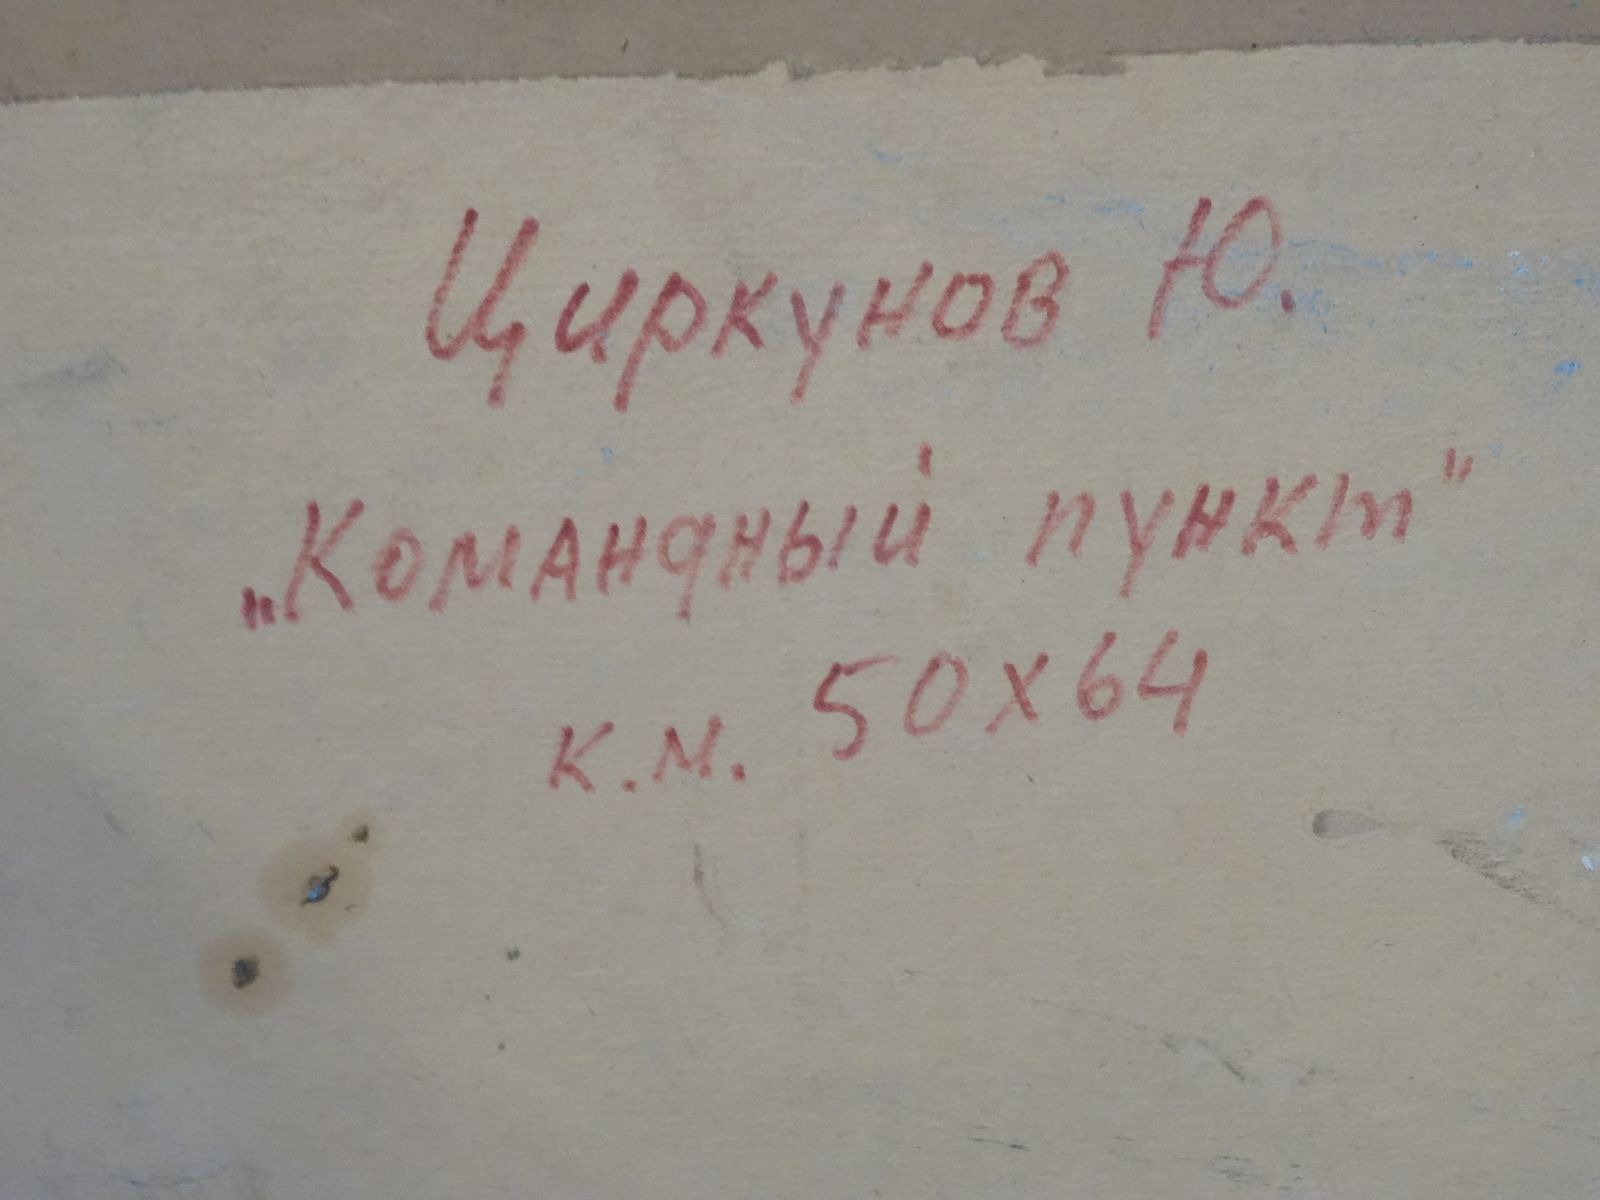 Циркунов Ю.
„Командный пункт"
к.м. 50х64